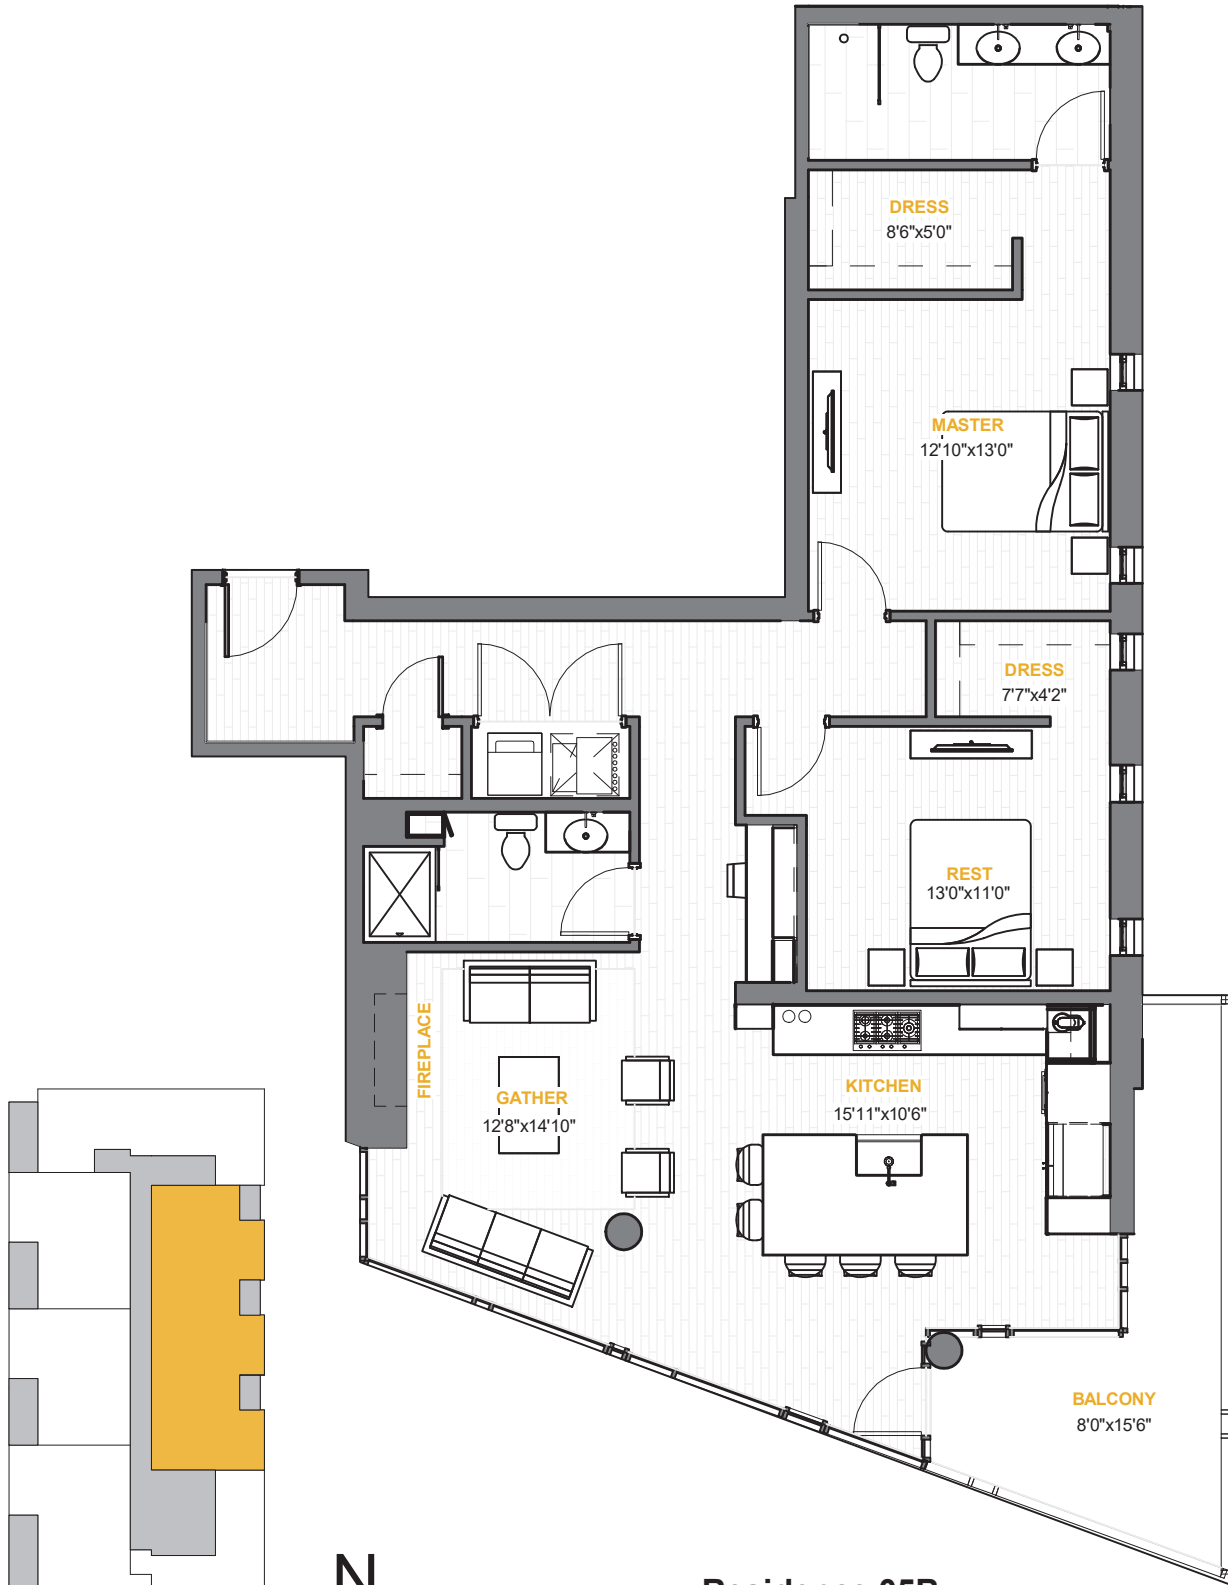 DRESS
8'6"x5'0"
MASTER
12'10"x13'0"
DRESS
7'7"x4'2"
REST
13'0"x11'0"
FIREPLACE
GATHER
12'8"x14'10"
KITCHEN
15'11"x10'6"
BALCONY
8'0"x15'6"
N